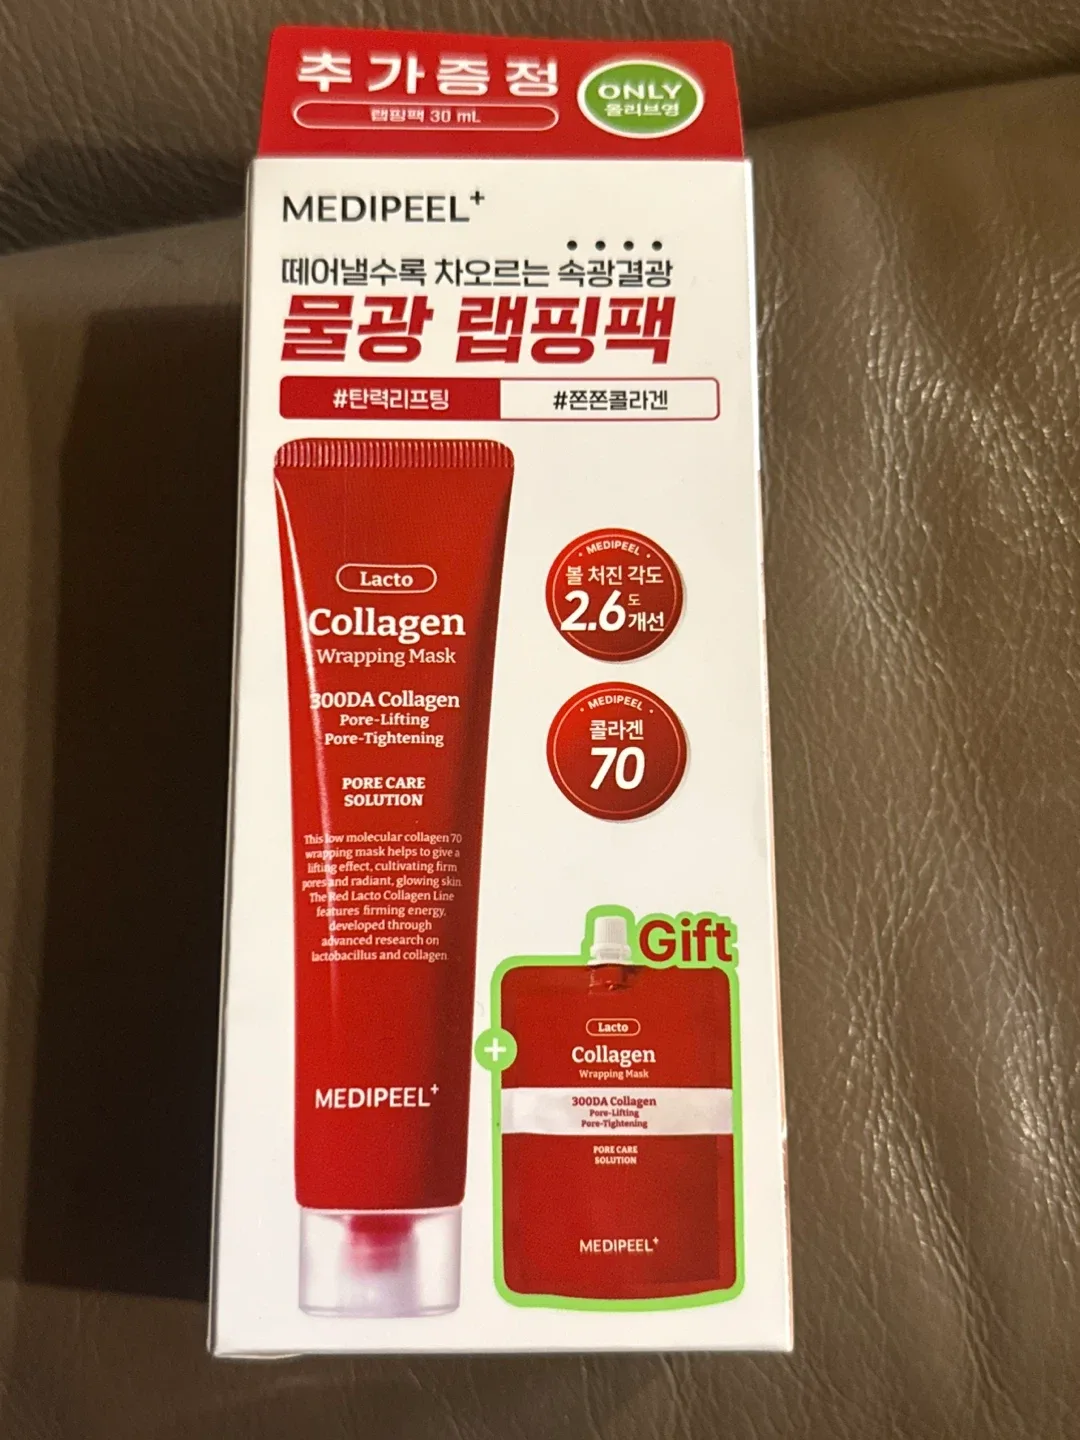 추가증정
랩핑팩 30 mL
ONLY
올리브영
MEDIPEEL+
떼어낼수록 차오르는 속광결광
물광 랩핑팩
#탄력리프팅
#쫀쫀콜라겐
Lacto
Collagen
Wrapping Mask
300DA Collagen
Pore-Lifting
Pore-Tightening
PORE CARE
SOLUTION
This low molecular collagen 70
wrapping mask helps to give a
lifting effect, cultivating firm
pores and radiant, glowing skin.
The Red Lacto Collagen Line
features firming energy,
developed through
advanced research on
lactobacillus and collagen.
MEDIPEEL+
MEDIPEEL
볼 처진 각도
2.6도 개선
MEDIPEEL
콜라겐
70
Gift
+
Lacto
Collagen
Wrapping Mask
300DA Collagen
Pore-Lifting
Pore-Tightening
PORE CARE
SOLUTION
MEDIPEEL+